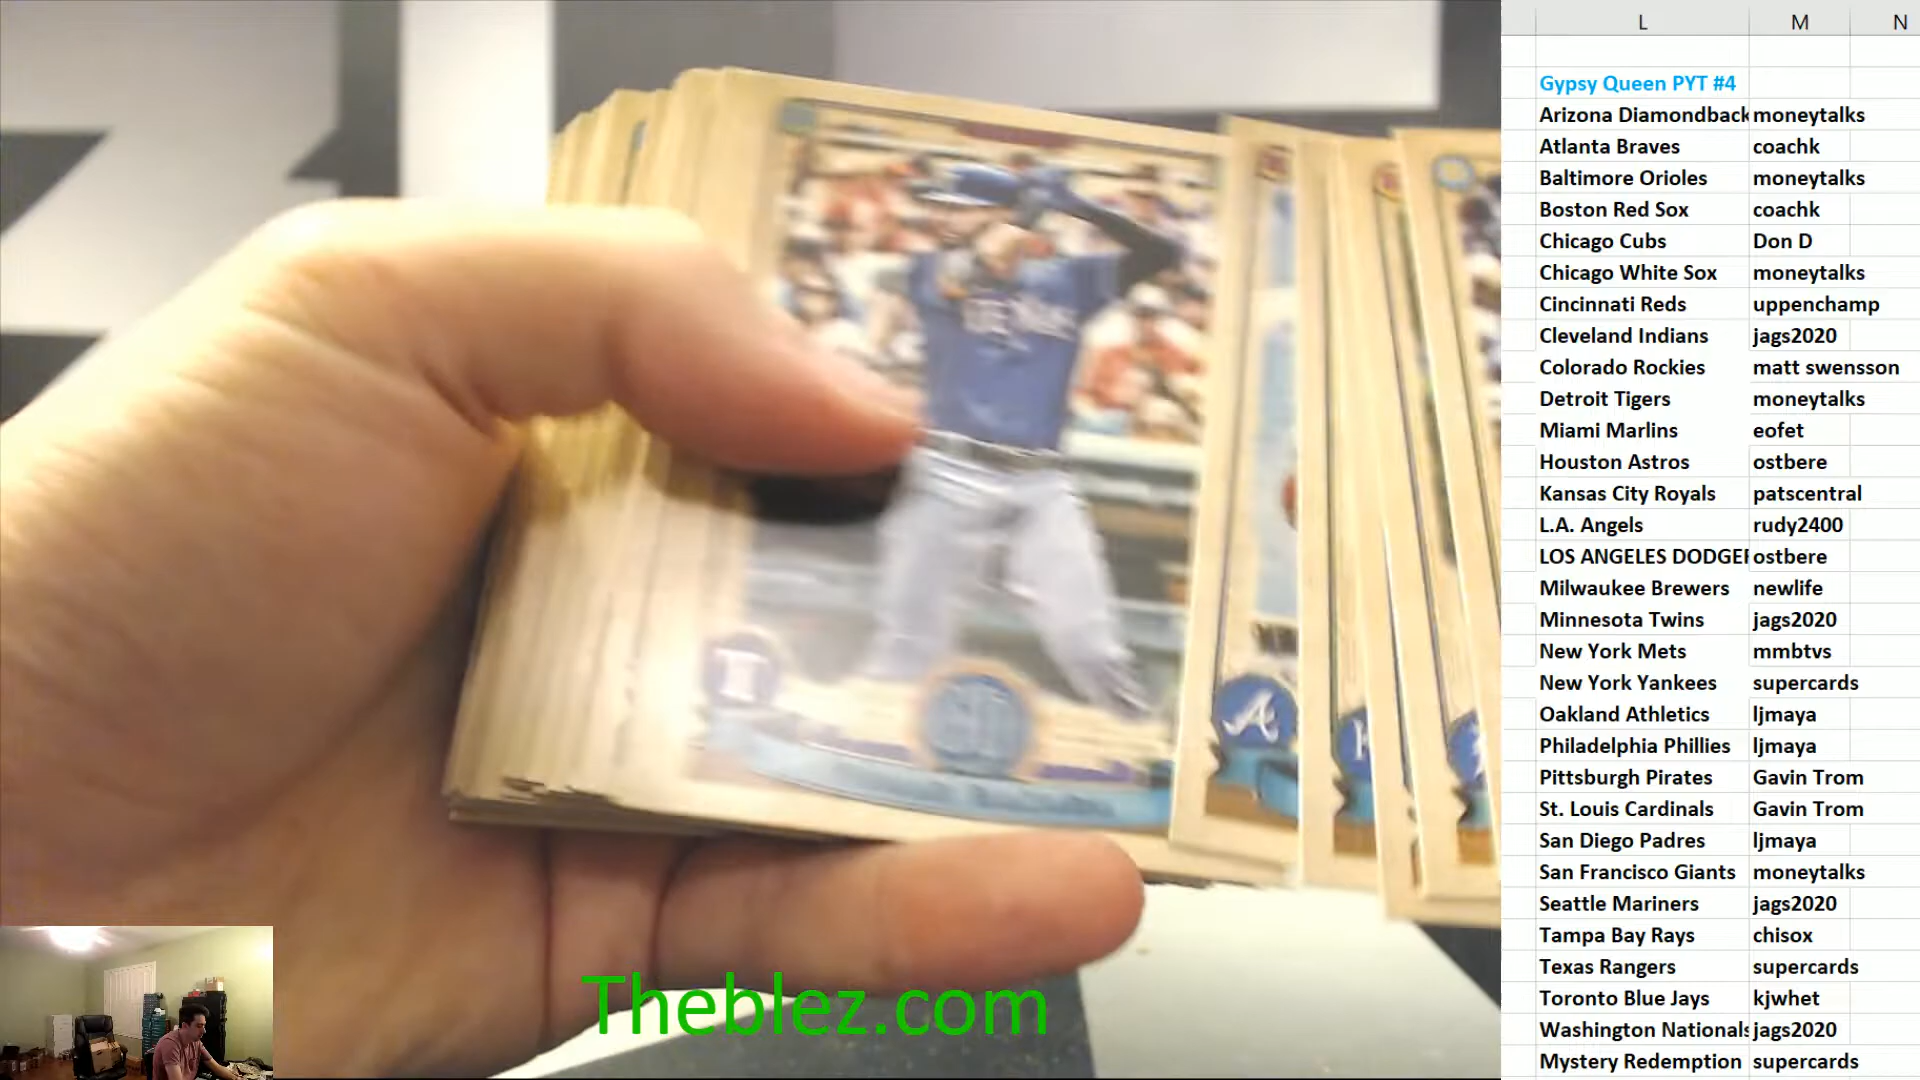 L M N
Gypsy Queen PYT #4
Arizona Diamondback moneytalks
Atlanta Braves coachk
Baltimore Orioles moneytalks
Boston Red Sox coachk
Chicago Cubs Don D
Chicago White Sox moneytalks
Cincinnati Reds uppenchamp
Cleveland Indians jags2020
Colorado Rockies matt swensson
Detroit Tigers moneytalks
Miami Marlins eofet
Houston Astros ostbere
Kansas City Royals patscentral
L.A. Angels rudy2400
LOS ANGELES DODGER ostbere
Milwaukee Brewers newlife
Minnesota Twins jags2020
New York Mets mmbtvs
New York Yankees supercards
Oakland Athletics ljmaya
Philadelphia Phillies ljmaya
Pittsburgh Pirates Gavin Trom
St. Louis Cardinals Gavin Trom
San Diego Padres ljmaya
San Francisco Giants moneytalks
Seattle Mariners jags2020
Tampa Bay Rays chisox
Texas Rangers supercards
Toronto Blue Jays kjwhet
Washington Nationals jags2020
Mystery Redemption supercards
A
Theblez.com